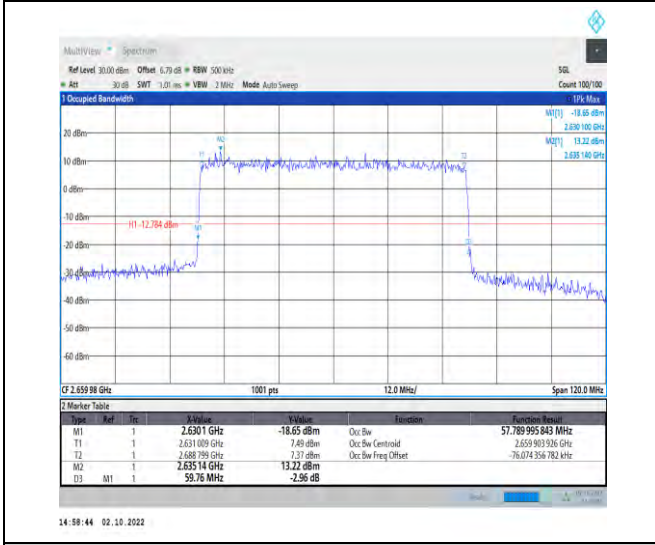 MultiView Spectrum
Ref Level 30.00 dBm Offset 6.79 dB RBW 500 kHz SGL
Att 30 dB SWT 1.01 ms VBW 2 MHz Mode Auto Sweep Count 100/100
1 Occupied Bandwidth 1Pk Max
M1[1] -18.65 dBm
2.630 100 GHz
M2[1] 13.22 dBm
2.635 140 GHz
20 dBm
M2
T1
T2
10 dBm
0 dBm
-10 dBm
H1 -12.784 dBm
M1
-20 dBm
D3
-30 dBm
-40 dBm
-50 dBm
-60 dBm
CF 2.659 98 GHz 1001 pts 12.0 MHz/ Span 120.0 MHz
2 Marker Table
Type Ref Trc X-Value Y-Value Function Function Result
M1 1 2.6301 GHz -18.65 dBm Occ Bw 57.789 995 843 MHz
T1 1 2.631 009 GHz 7.49 dBm Occ Bw Centroid 2.659 903 926 GHz
T2 1 2.688 799 GHz 7.37 dBm Occ Bw Freq Offset -76.074 356 782 kHz
M2 1 2.635 14 GHz 13.22 dBm
D3 M1 1 59.76 MHz -2.96 dB
14:58:44 02.10.2022